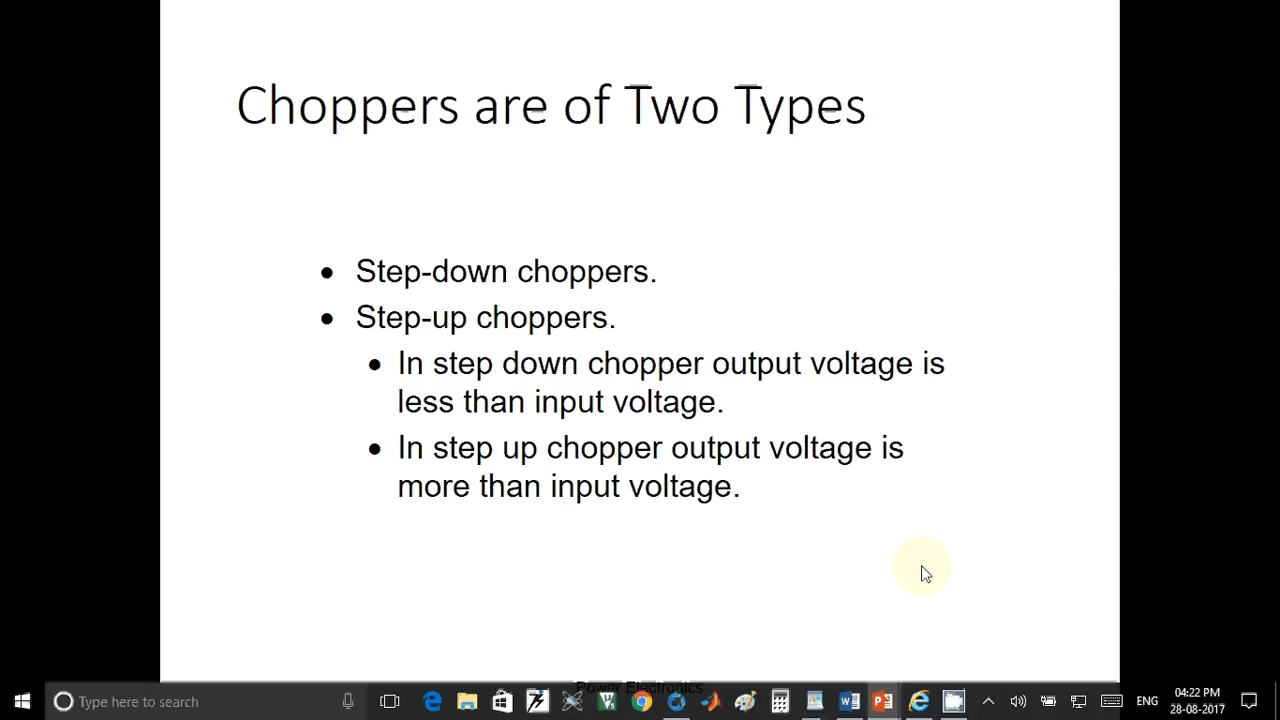 Choppers are of Two Types
• Step-down choppers.
• Step-up choppers.
• In step down chopper output voltage is
less than input voltage.
• In step up chopper output voltage is
more than input voltage.
Power Electronics
Type here to search
ENG
04:22 PM
28-08-2017